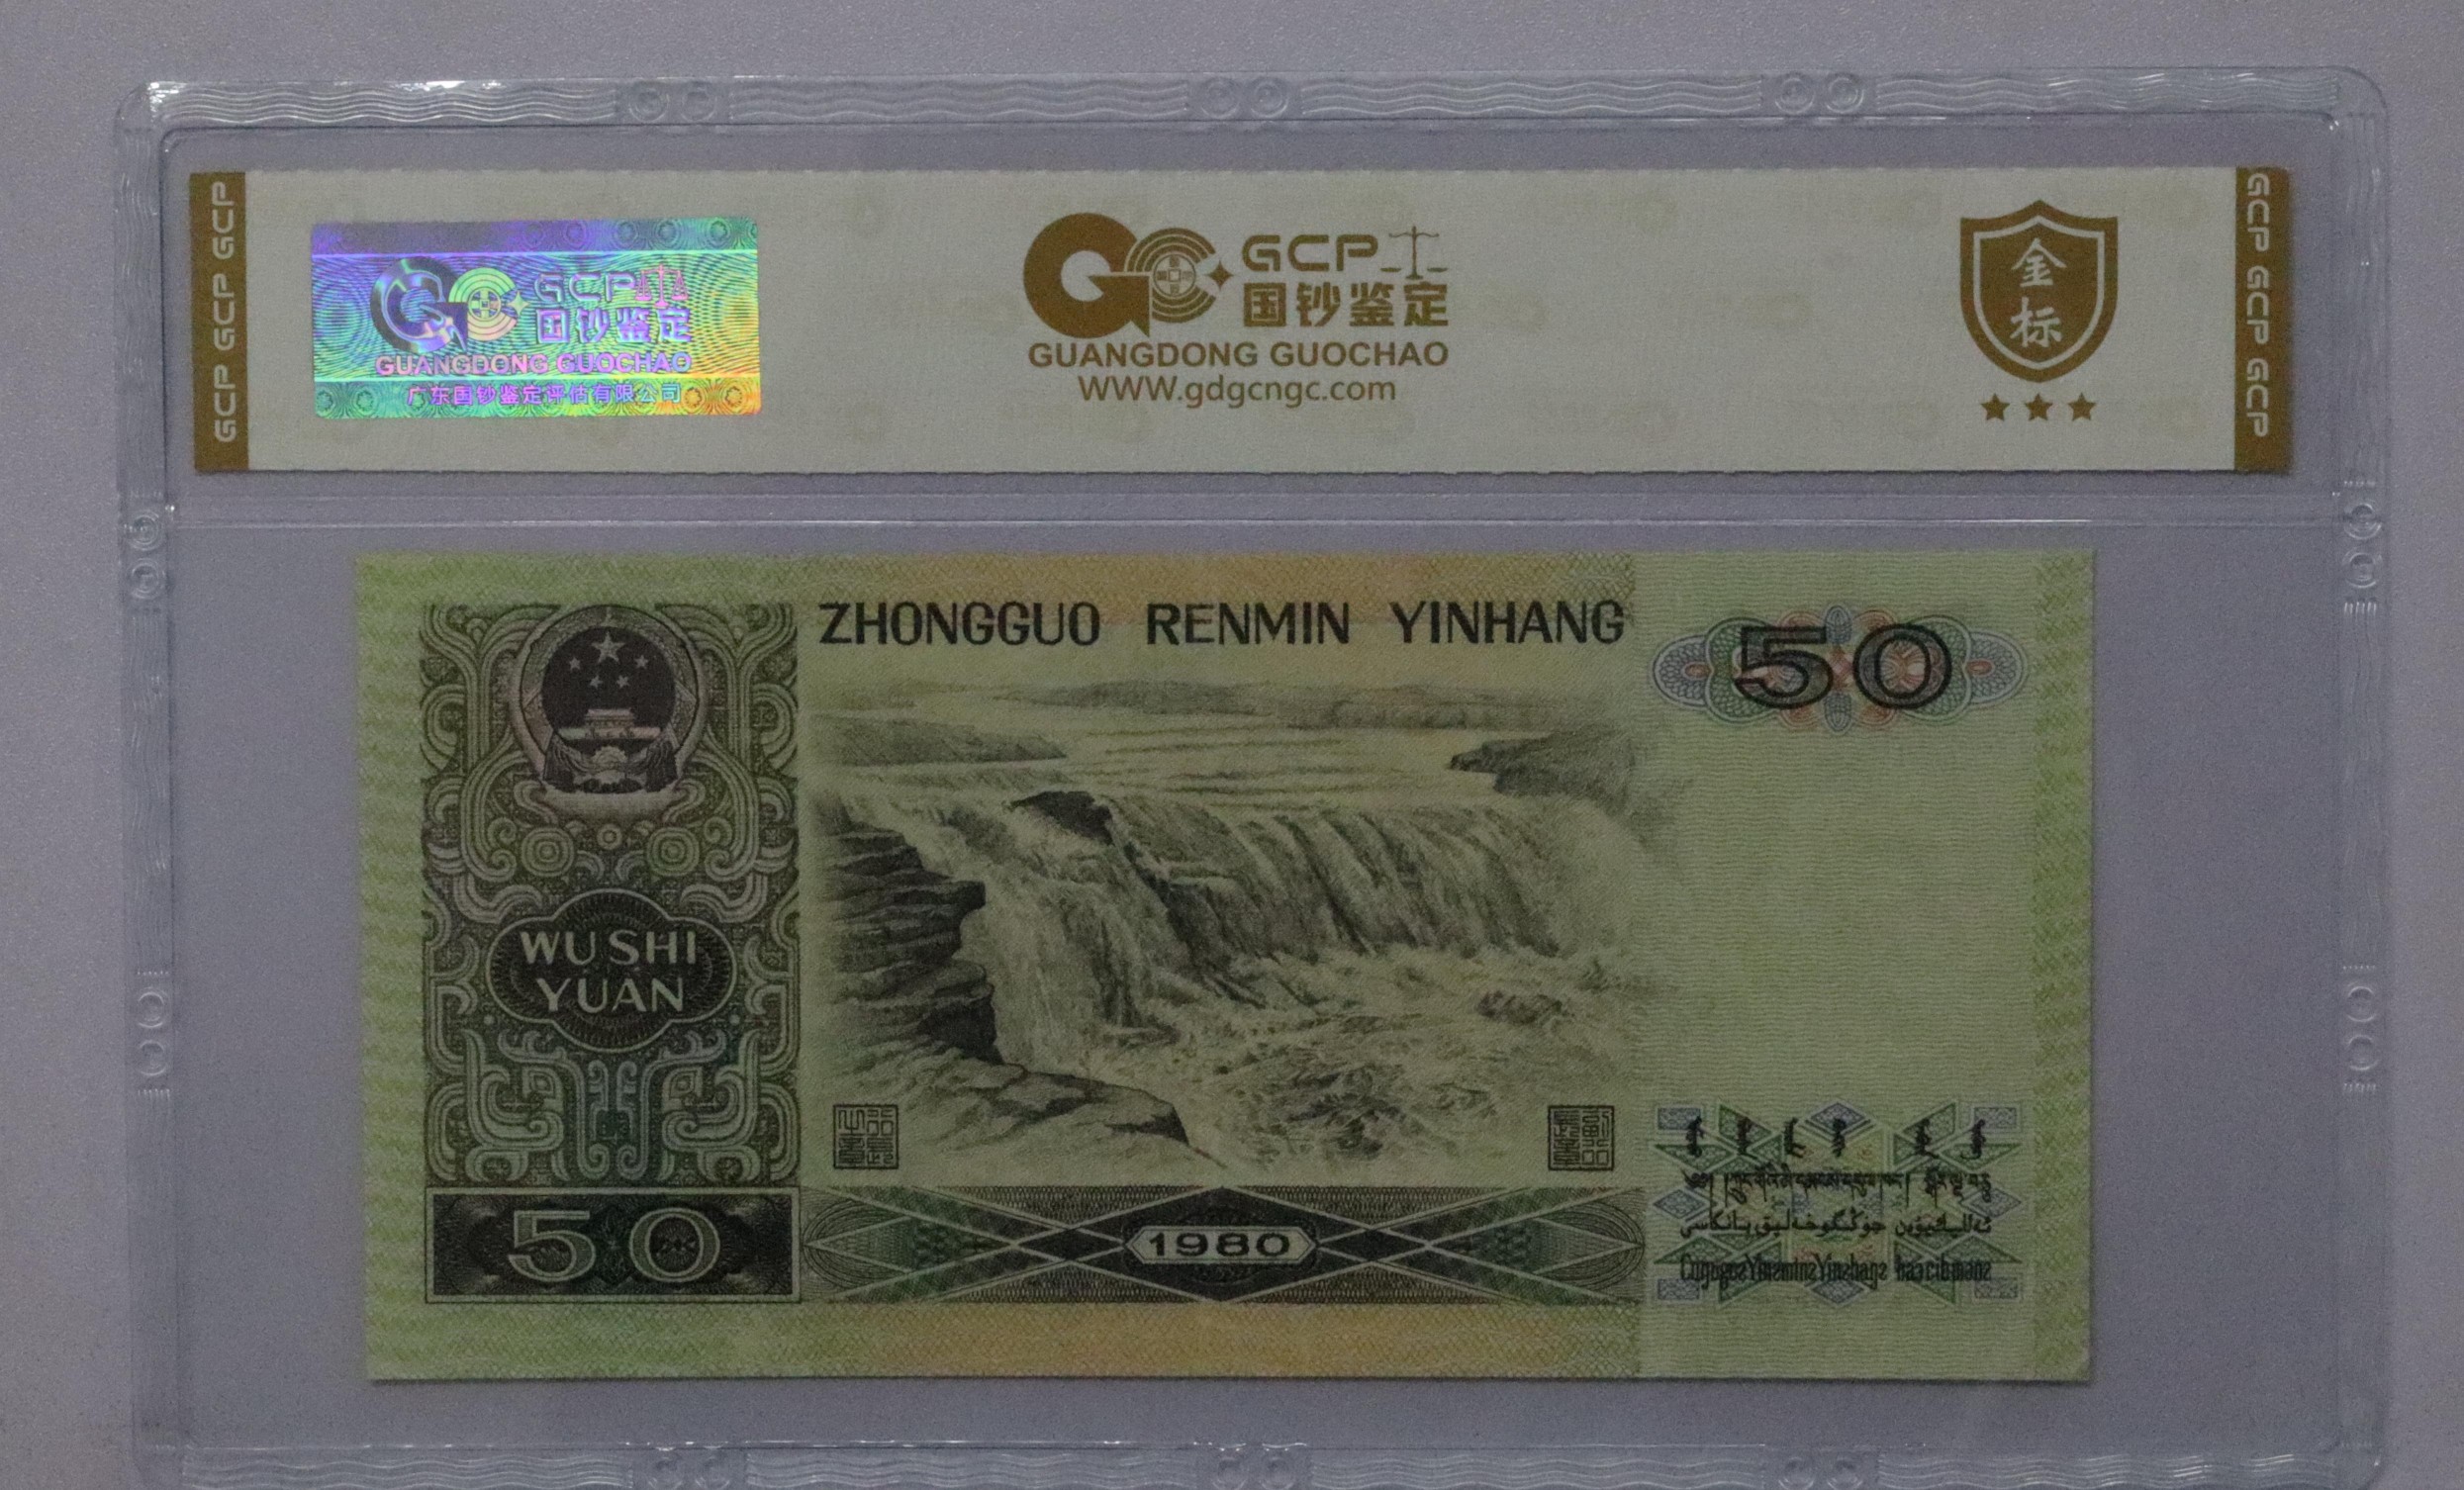 GCP GCP GCP
GCP
国钞鉴定
GUANGDONG GUOCHAO
广东国钞鉴定评估有限公司
GCP
国钞鉴定
GUANGDONG GUOCHAO
WWW.gdgcngc.com
金
标
GCP GCP GCP
ZHONGGUO RENMIN YINHANG
50
WU SHI
YUAN
50
1980